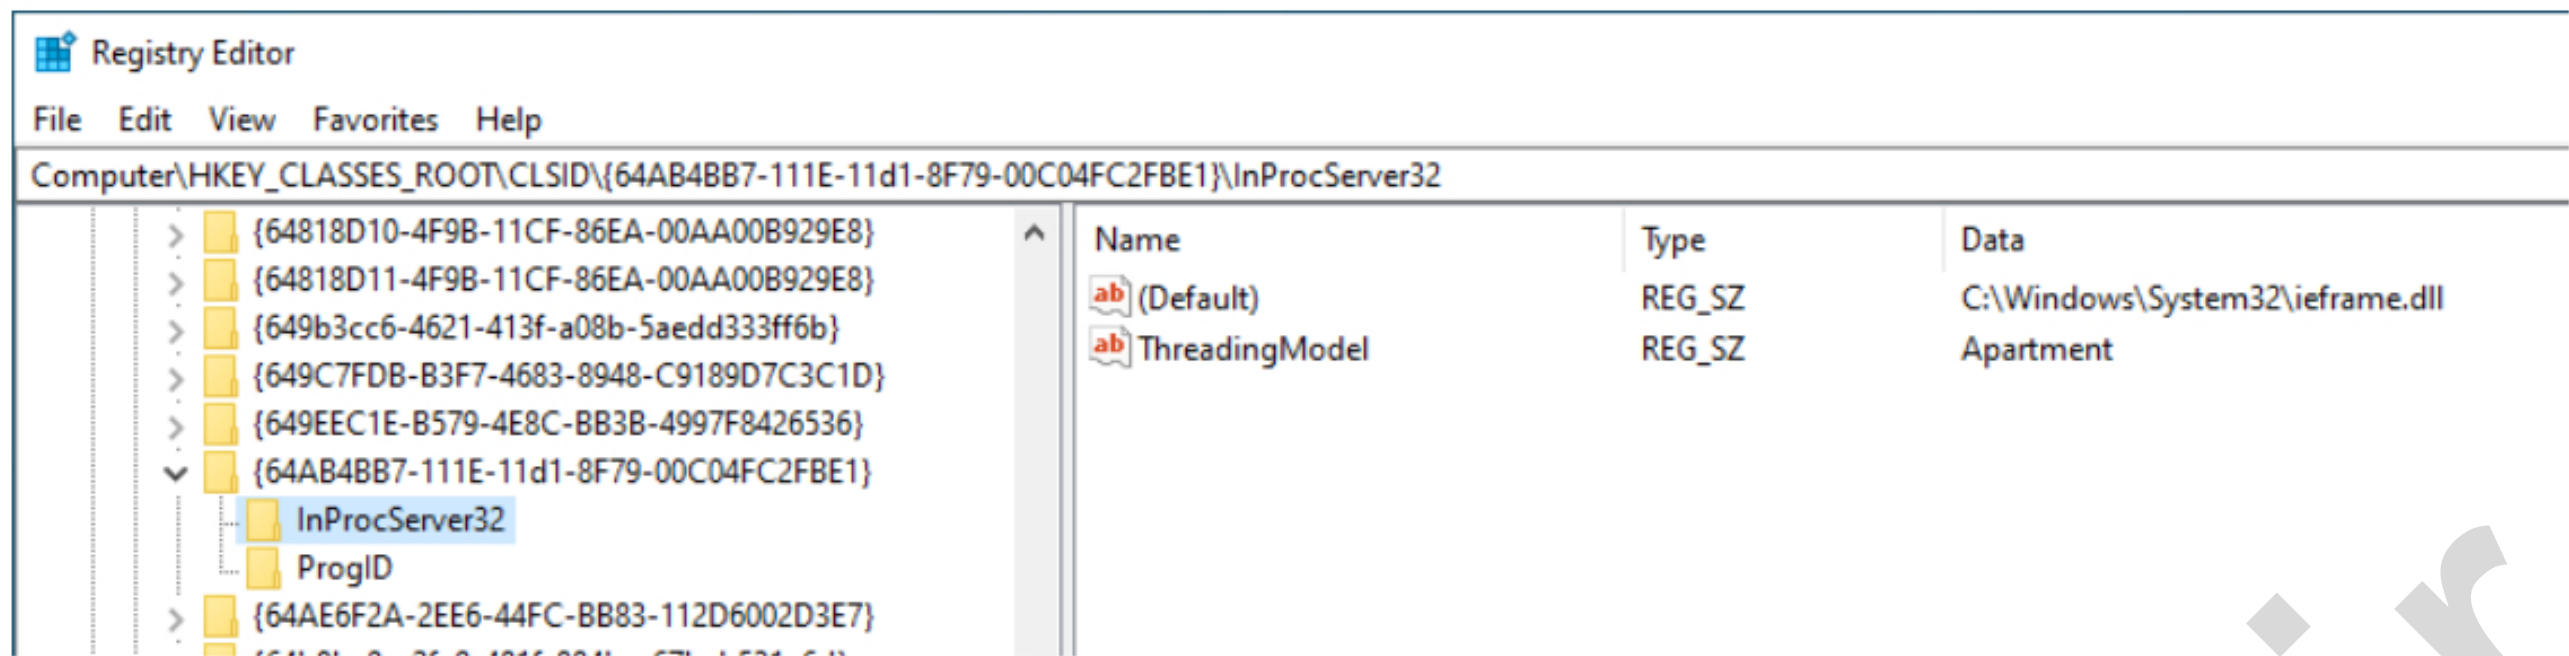 Registry Editor
File Edit View Favorites Help
Computer\HKEY_CLASSES_ROOT\CLSID\{64AB4BB7-111E-11d1-8F79-00C04FC2FBE1}\InProcServer32
{64818D10-4F9B-11CF-86EA-00AA00B929E8}
{64818D11-4F9B-11CF-86EA-00AA00B929E8}
{649b3cc6-4621-413f-a08b-5aedd333ff6b}
{649C7FDB-B3F7-4683-8948-C9189D7C3C1D}
{649EEC1E-B579-4E8C-BB3B-4997F8426536}
{64AB4BB7-111E-11d1-8F79-00C04FC2FBE1}
InProcServer32
ProgID
{64AE6F2A-2EE6-44FC-BB83-112D6002D3E7}
Name Type Data
(Default) REG_SZ C:\Windows\System32\ieframe.dll
ThreadingModel REG_SZ Apartment